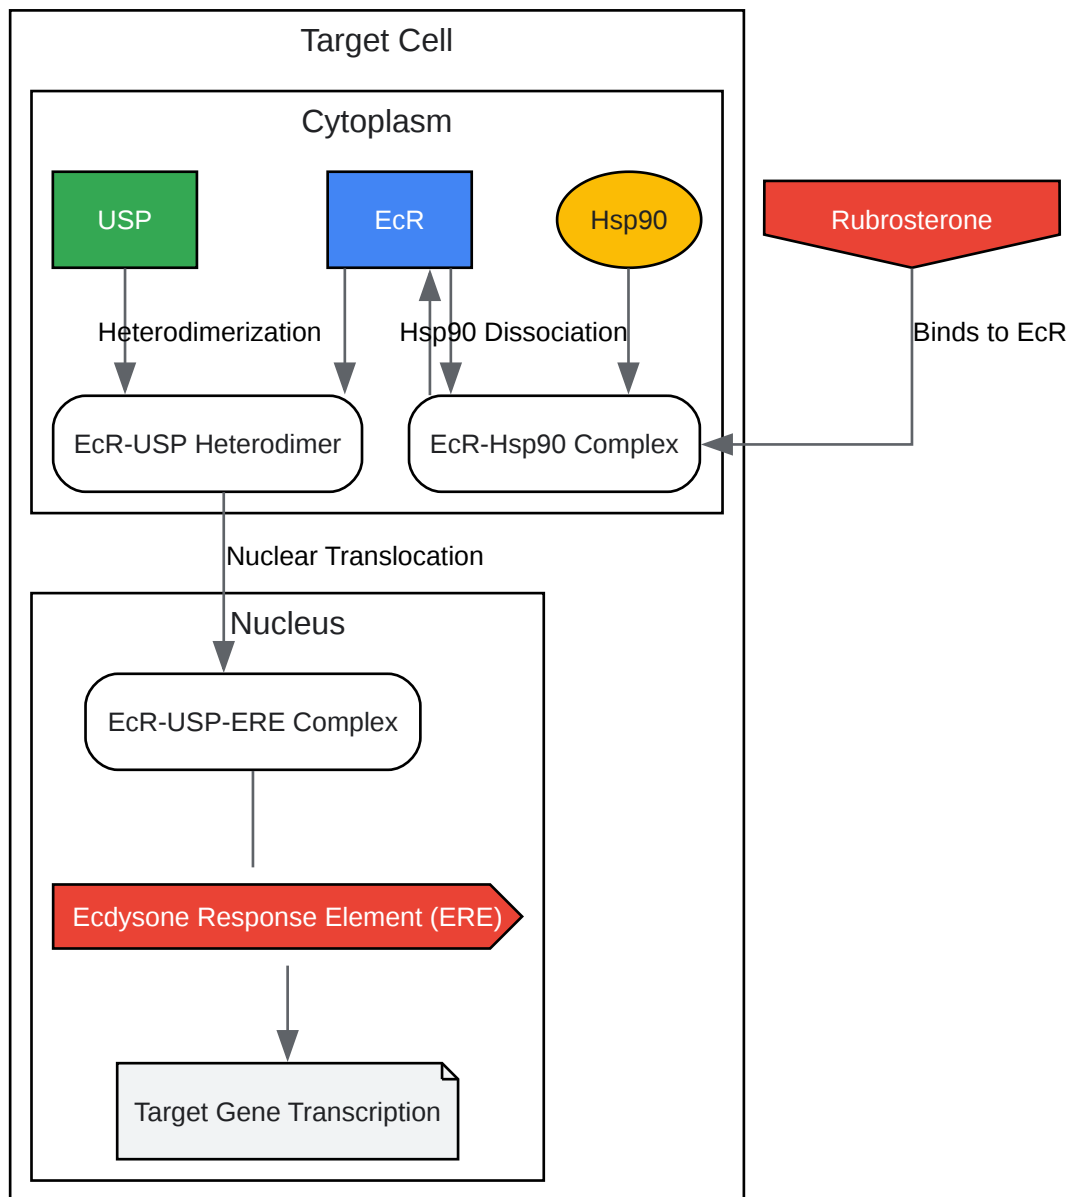 Target Cell
Cytoplasm
USP
EcR
Hsp90
Rubrosterone
Heterodimerization
Hsp90 Dissociation
Binds to EcR
EcR-USP Heterodimer
EcR-Hsp90 Complex
Nuclear Translocation
Nucleus
EcR-USP-ERE Complex
Ecdysone Response Element (ERE)
Target Gene Transcription